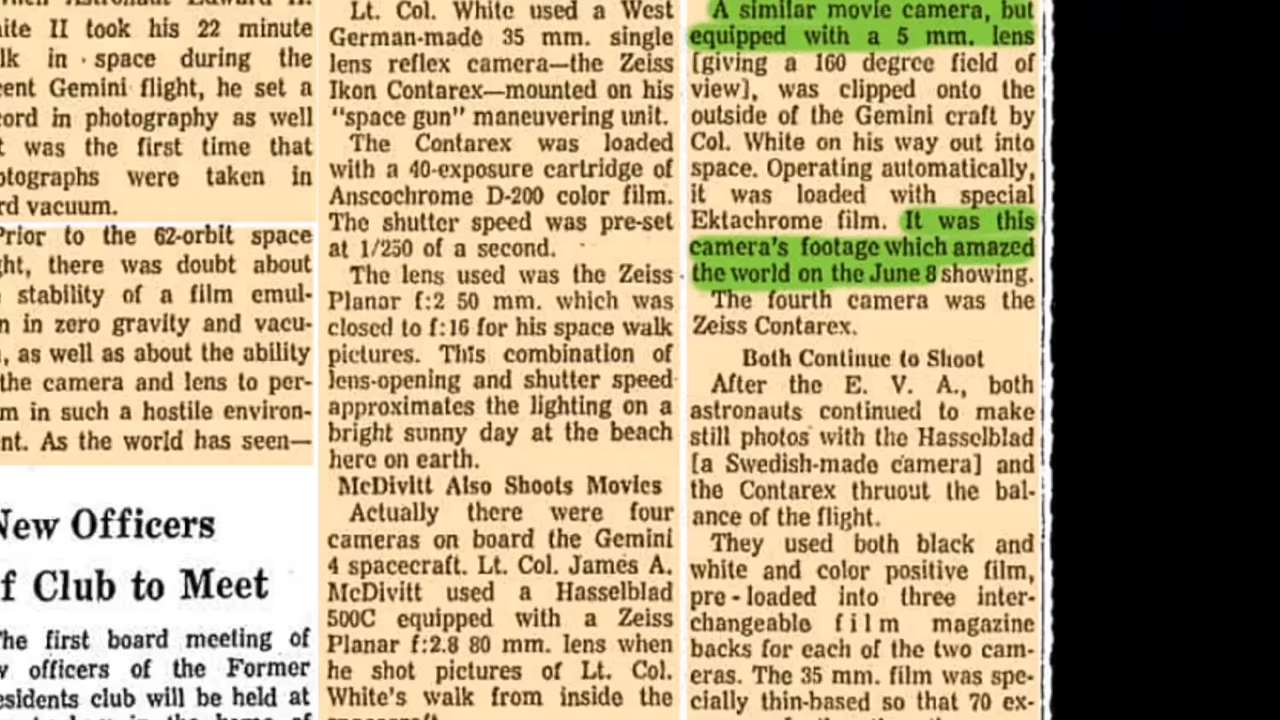 II took his 22 minute
in space during the
Gemini flight, he set a
in photography as well
was the first time that
were taken in
vacuum.
Prior to the 62-orbit space
there was doubt about
stability of a film emul-
in zero gravity and vacu-
, as well as about the ability
the camera and lens to per-
in such a hostile environ-
As the world has seen—
New Officers
f Club to Meet
The first board meeting of
officers of the Former
club will be held at
Lt. Col. White used a West
German-made 35 mm. single
lens reflex camera—the Zeiss
Ikon Contarex—mounted on his
"space gun" maneuvering unit.
The Contarex was loaded
with a 40-exposure cartridge of
Anscochrome D-200 color film.
The shutter speed was pre-set
at 1/250 of a second.
The lens used was the Zeiss
Planar f:2 50 mm. which was
closed to f:16 for his space walk
pictures. This combination of
lens-opening and shutter speed
approximates the lighting on a
bright sunny day at the beach
here on earth.
McDivitt Also Shoots Movies
Actually there were four
cameras on board the Gemini
4 spacecraft. Lt. Col. James A.
McDivitt used a Hasselblad
500C equipped with a Zeiss
Planar f:2.8 80 mm. lens when
he shot pictures of Lt. Col.
White's walk from inside the
A similar movie camera, but
equipped with a 5 mm. lens
[giving a 160 degree field of
view], was clipped onto the
outside of the Gemini craft by
Col. White on his way out into
space. Operating automatically,
it was loaded with special
Ektachrome film. It was this
camera's footage which amazed
the world on the June 8 showing.
The fourth camera was the
Zeiss Contarex.
Both Continue to Shoot
After the E. V. A., both
astronauts continued to make
still photos with the Hasselblad
[a Swedish-made camera] and
the Contarex thruout the bal-
ance of the flight.
They used both black and
white and color positive film,
pre-loaded into three inter-
changeable film magazine
backs for each of the two cam-
eras. The 35 mm. film was spe-
cially thin-based so that 70 ex-